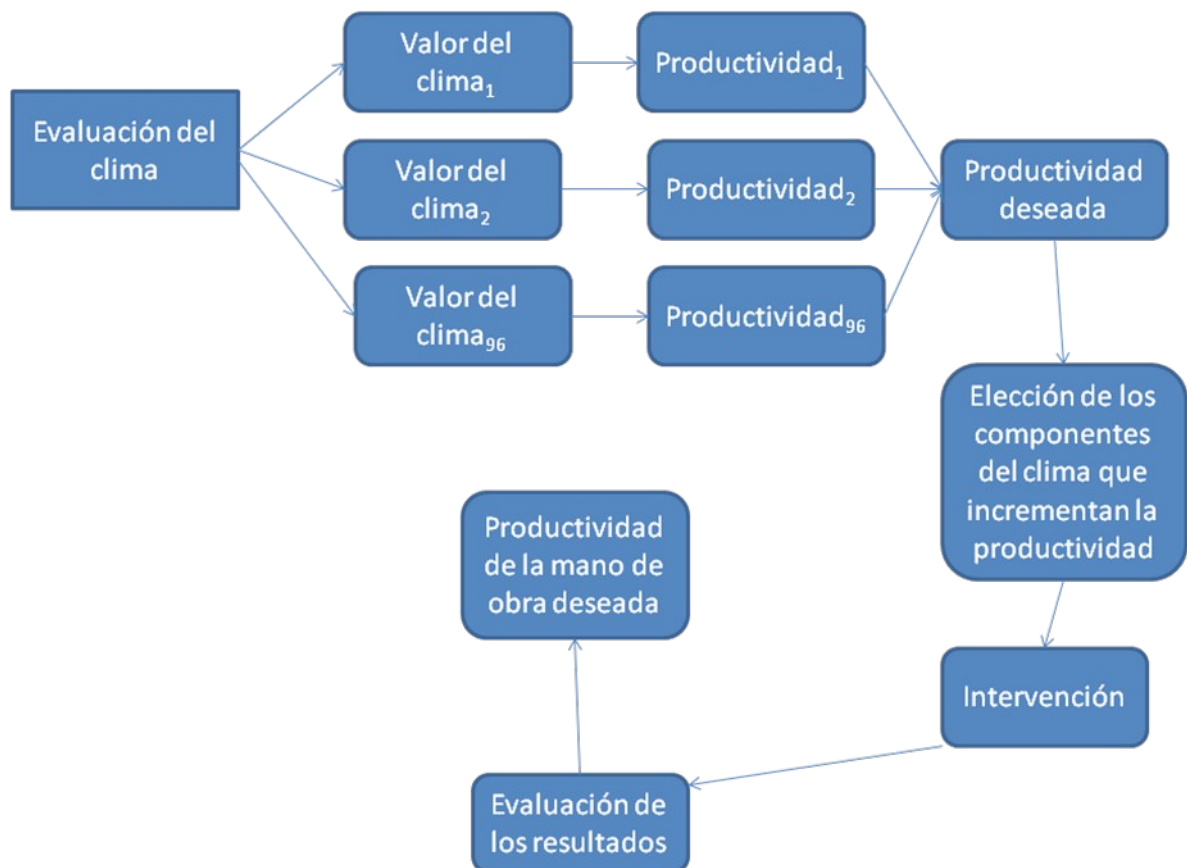 Evaluación del
clima
Valor del
clima₁
Productividad₁
Valor del
clima₂
Productividad₂
Valor del
clima₉₆
Productividad₉₆
Productividad
deseada
Elección de los
componentes
del clima que
incrementan la
productividad
Intervención
Evaluación de
los resultados
Productividad
de la mano de
obra deseada